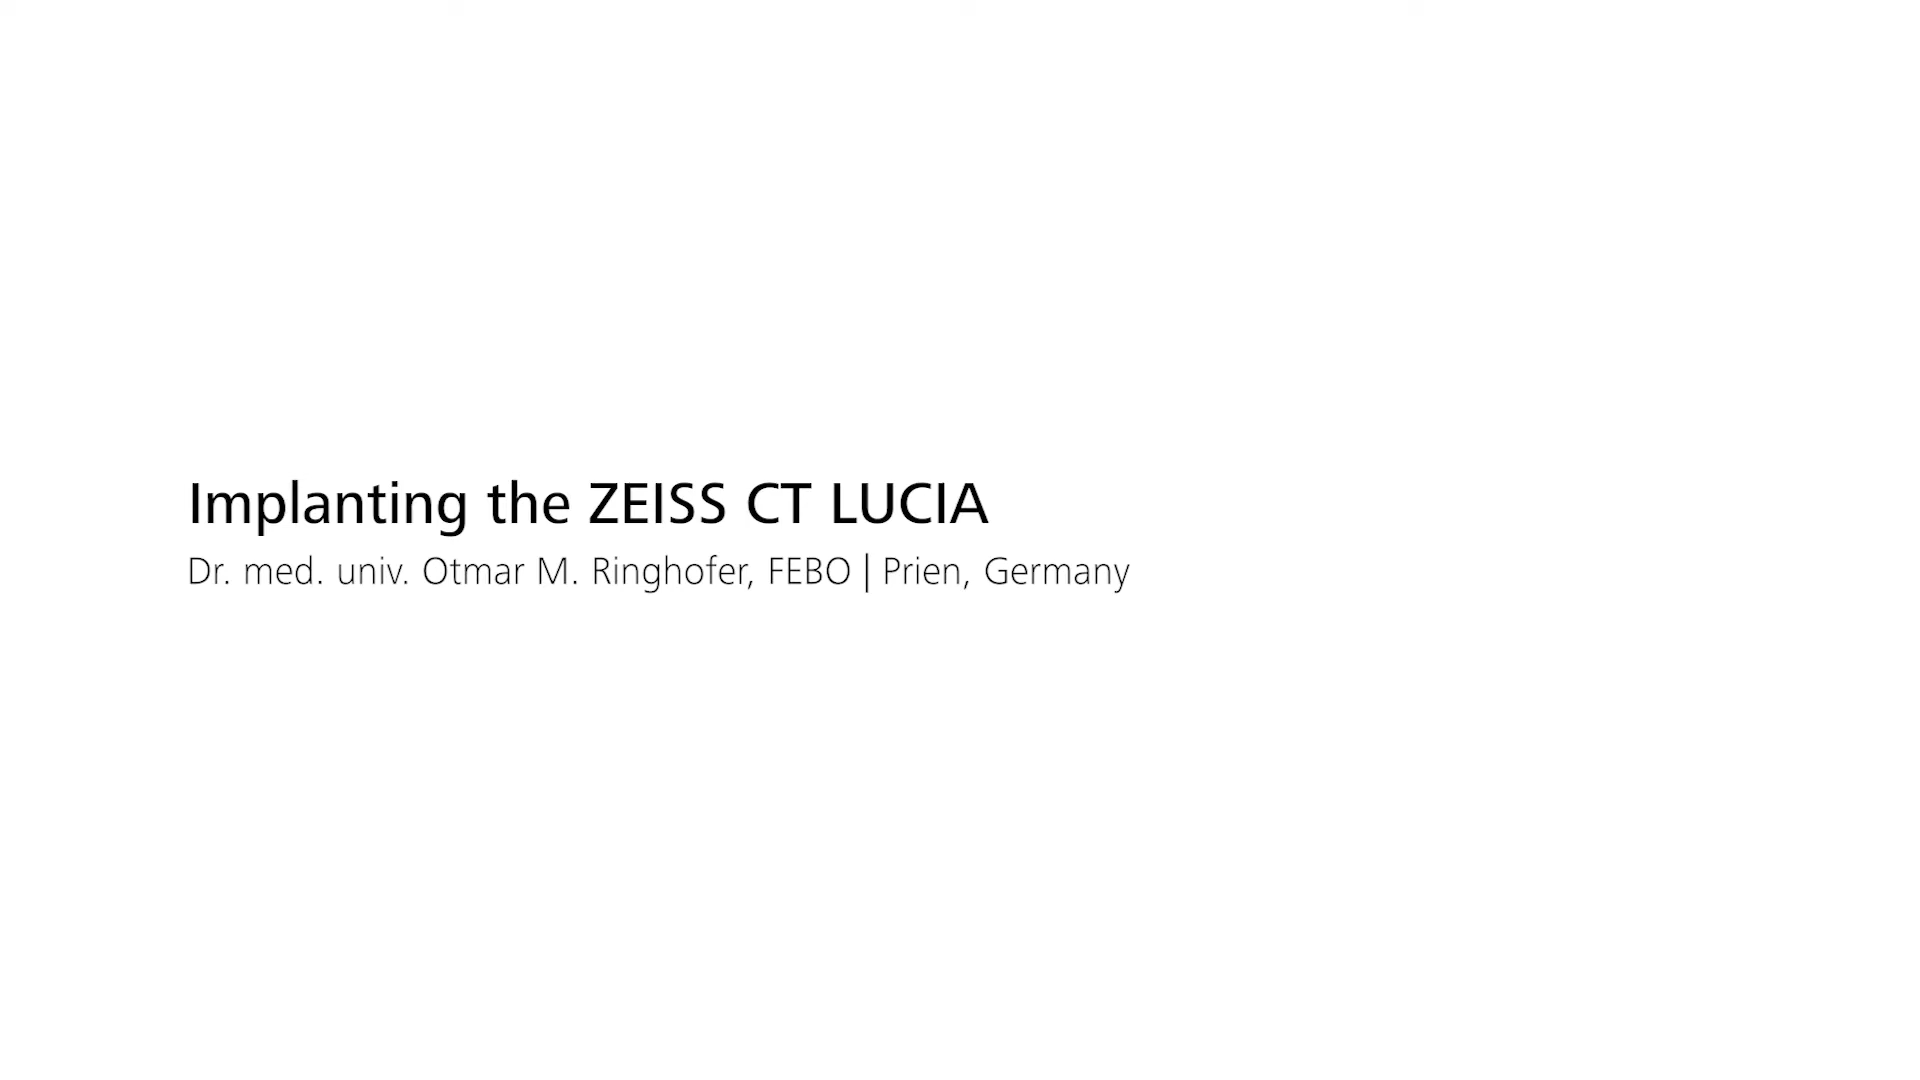 Implanting the ZEISS CT LUCIA
Dr. med. univ. Otmar M. Ringhofer, FEBO | Prien, Germany